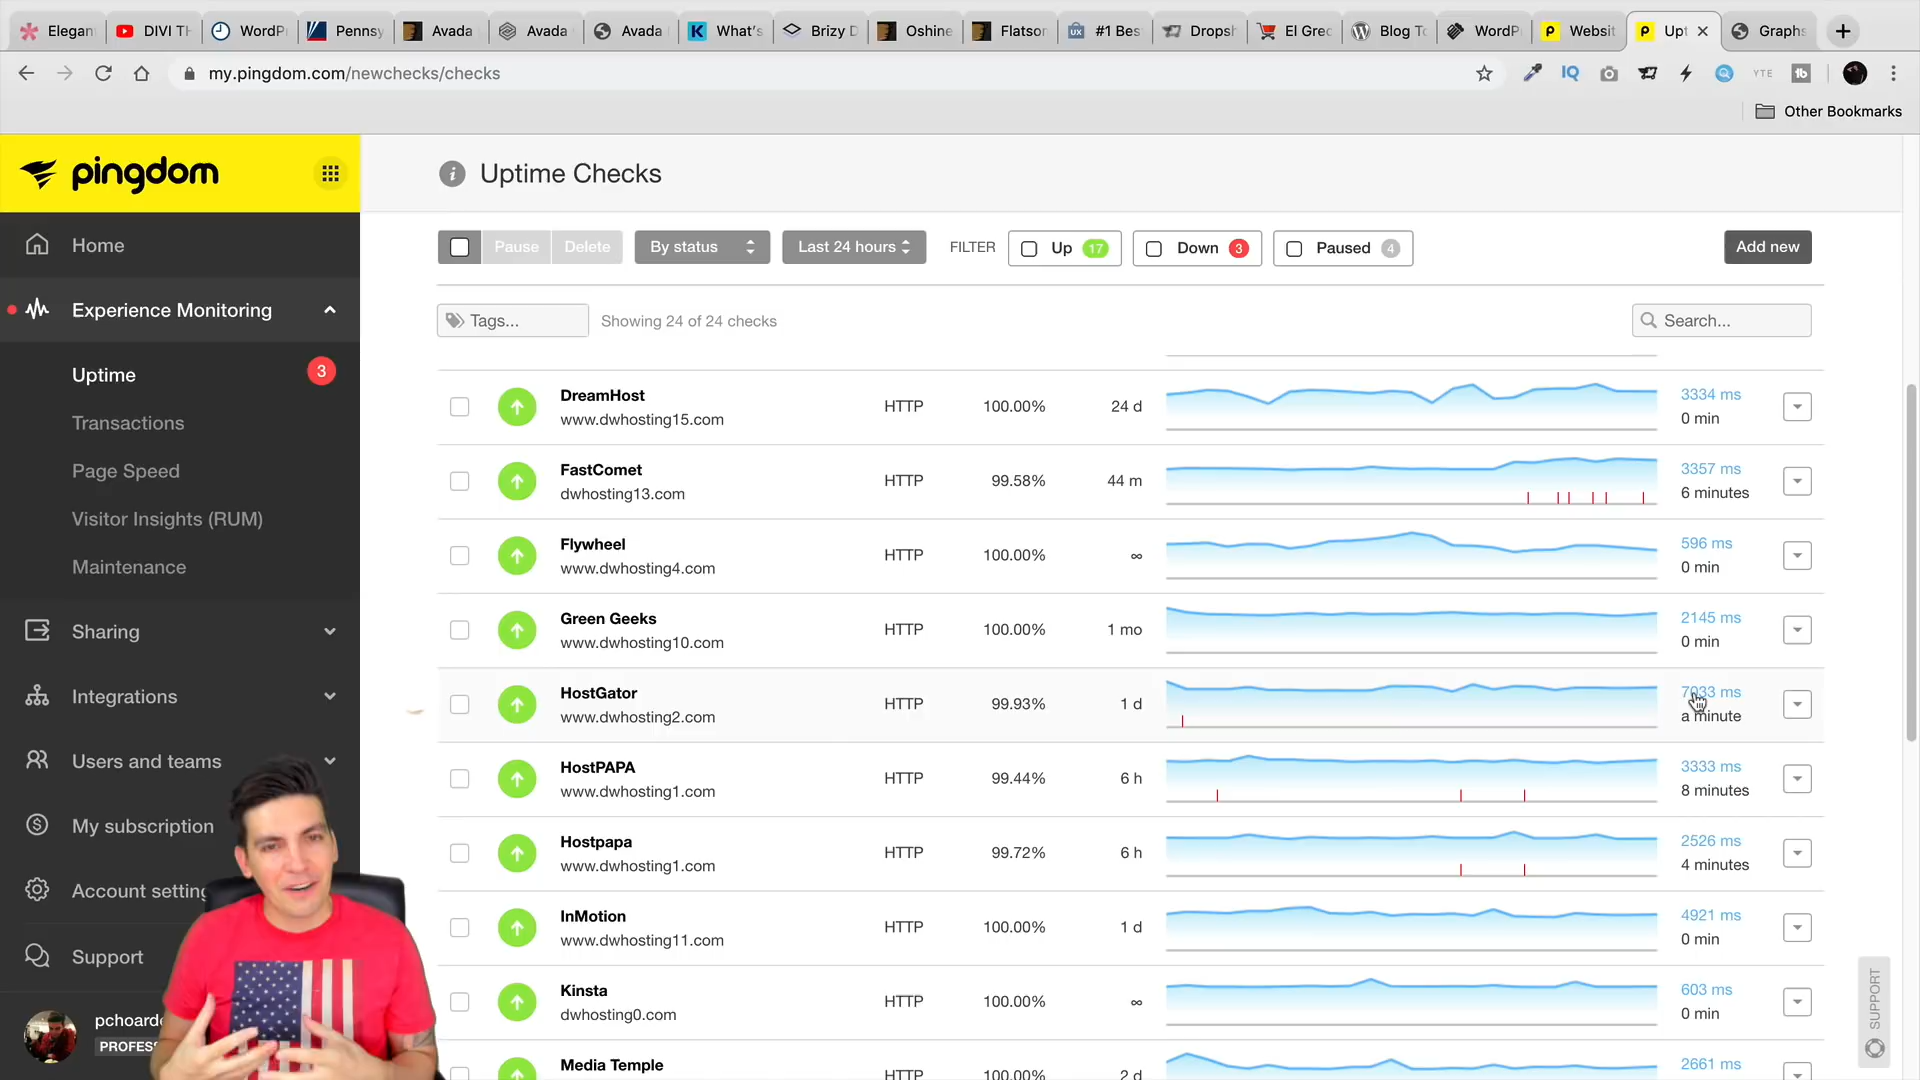 Elegan
DIVI TH
WordPr
Pennsy
Avada
Avada
Avada
What's
Brizy D
Oshine
Flatsor
#1 Bes
Dropsh
El Grec
Blog To
WordPr
Websit
Upt
Graphs
my.pingdom.com/newchecks/checks
IQ
YTE
tb
Other Bookmarks
pingdom
Home
Experience Monitoring
Uptime 3
Transactions
Page Speed
Visitor Insights (RUM)
Maintenance
Sharing
Integrations
Users and teams
My subscription
Account setting
Support
pchoarde
PROFESS
Uptime Checks
Pause Delete By status Last 24 hours FILTER Up 17 Down 3 Paused 4 Add new
Tags... Showing 24 of 24 checks Search...
DreamHost
www.dwhosting15.com HTTP 100.00% 24 d 3334 ms
0 min
FastComet
dwhosting13.com HTTP 99.58% 44 m 3357 ms
6 minutes
Flywheel
www.dwhosting4.com HTTP 100.00% ∞ 596 ms
0 min
Green Geeks
www.dwhosting10.com HTTP 100.00% 1 mo 2145 ms
0 min
HostGator
www.dwhosting2.com HTTP 99.93% 1 d 7033 ms
a minute
HostPAPA
www.dwhosting1.com HTTP 99.44% 6 h 3333 ms
8 minutes
Hostpapa
www.dwhosting1.com HTTP 99.72% 6 h 2526 ms
4 minutes
InMotion
www.dwhosting11.com HTTP 100.00% 1 d 4921 ms
0 min
Kinsta
dwhosting0.com HTTP 100.00% ∞ 603 ms
0 min
Media Temple
HTTP 100.00% 2 d 2661 ms
SUPPORT